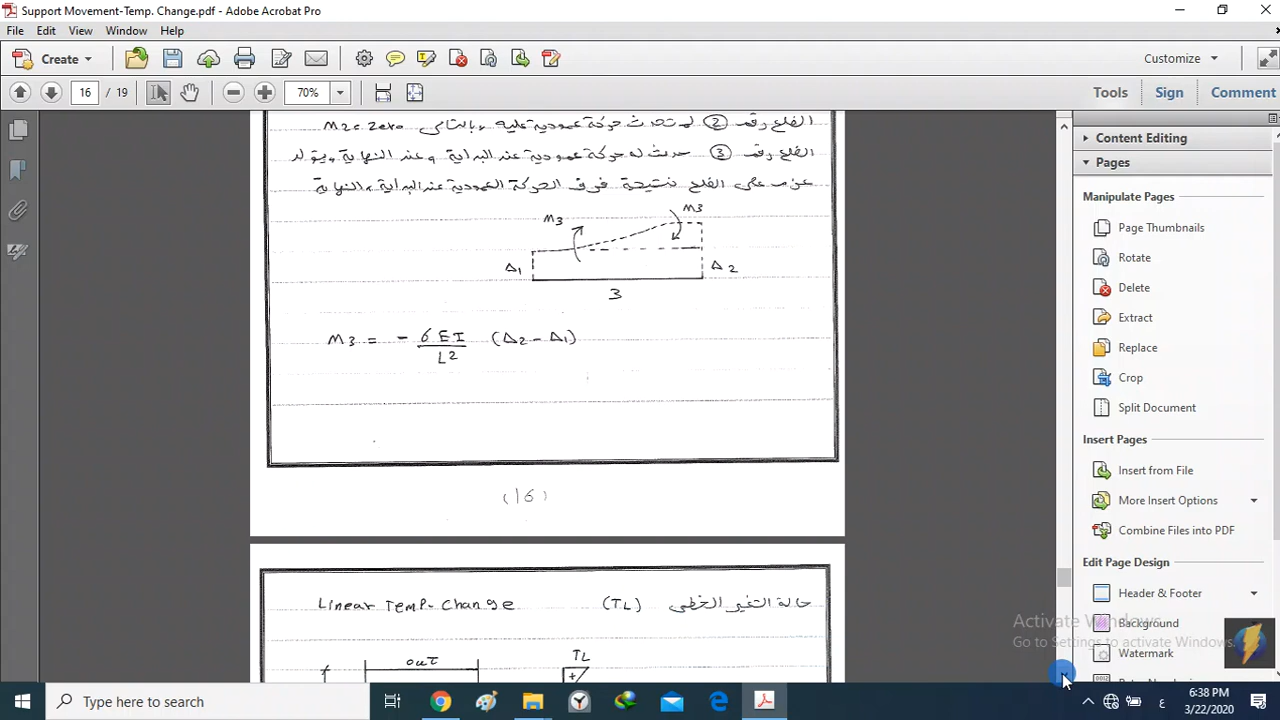 Support Movement-Temp. Change.pdf - Adobe Acrobat Pro
File Edit View Window Help
Create
Customize
16 / 19
70%
Tools Sign Comment
الضلع رقم ② لم تحدث حركة عمودية عليه وبالتالى M2 = Zero
الضلع رقم ③ حدث له حركة عمودية عند البداية وعند النهاية ويتولد
عزم على الضلع نتيجة فرق الحركة العمودية عند البداية والنهاية
M3 M3
Δ1 Δ2
3
M3 = - 6EI/L2 (Δ2 - Δ1)
(16)
Linear Temp. Change (TL) حالة التغير الخطى
out TL
+
Content Editing
Pages
Manipulate Pages
Page Thumbnails
Rotate
Delete
Extract
Replace
Crop
Split Document
Insert Pages
Insert from File
More Insert Options
Combine Files into PDF
Edit Page Design
Header & Footer
Background
Watermark
Activate Windows
Go to Settings to activate Windows.
Type here to search
ع
6:38 PM
3/22/2020